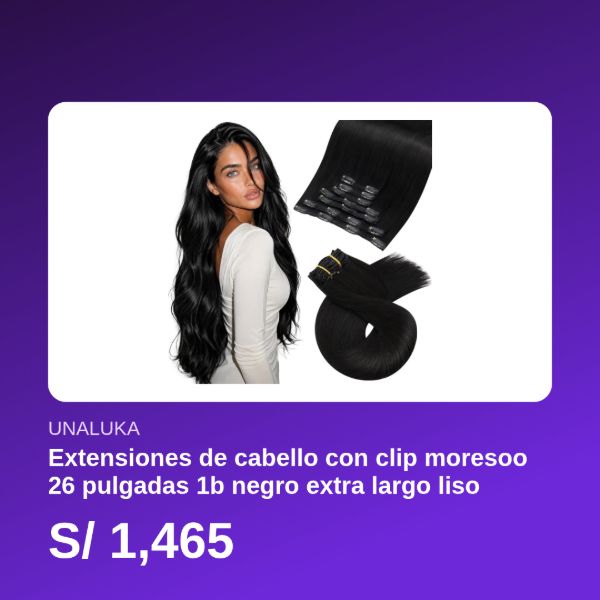 UNALUKA
Extensiones de cabello con clip moresoo
26 pulgadas 1b negro extra largo liso
S/ 1,465